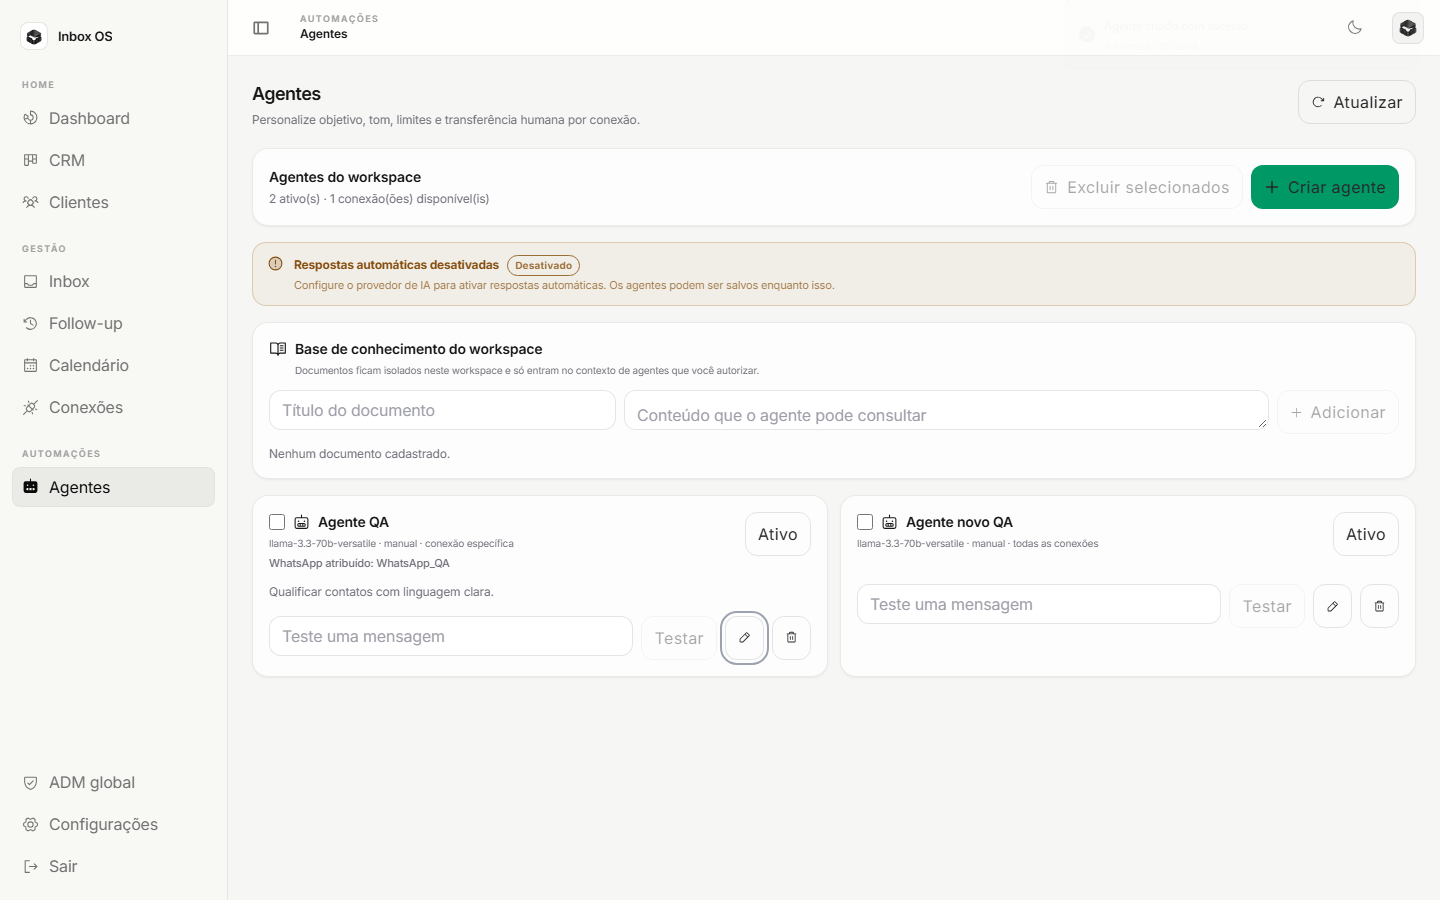 Inbox OS
HOME
Dashboard
CRM
Clientes
GESTÃO
Inbox
Follow-up
Calendário
Conexões
AUTOMAÇÕES
Agentes
ADM global
Configurações
Sair
AUTOMAÇÕES
Agentes
Agente criado com sucesso
Agentes
Personalize objetivo, tom, limites e transferência humana por conexão.
Atualizar
Agentes do workspace
2 ativo(s) · 1 conexão(ões) disponível(is)
Excluir selecionados
Criar agente
Respostas automáticas desativadas Desativado
Configure o provedor de IA para ativar respostas automáticas. Os agentes podem ser salvos enquanto isso.
Base de conhecimento do workspace
Documentos ficam isolados neste workspace e só entram no contexto de agentes que você autorizar.
Título do documento
Conteúdo que o agente pode consultar
Adicionar
Nenhum documento cadastrado.
Agente QA
llama-3.3-70b-versatile · manual · conexão específica
WhatsApp atribuído: WhatsApp_QA
Ativo
Qualificar contatos com linguagem clara.
Teste uma mensagem
Testar
Agente novo QA
llama-3.3-70b-versatile · manual · todas as conexões
Ativo
Teste uma mensagem
Testar